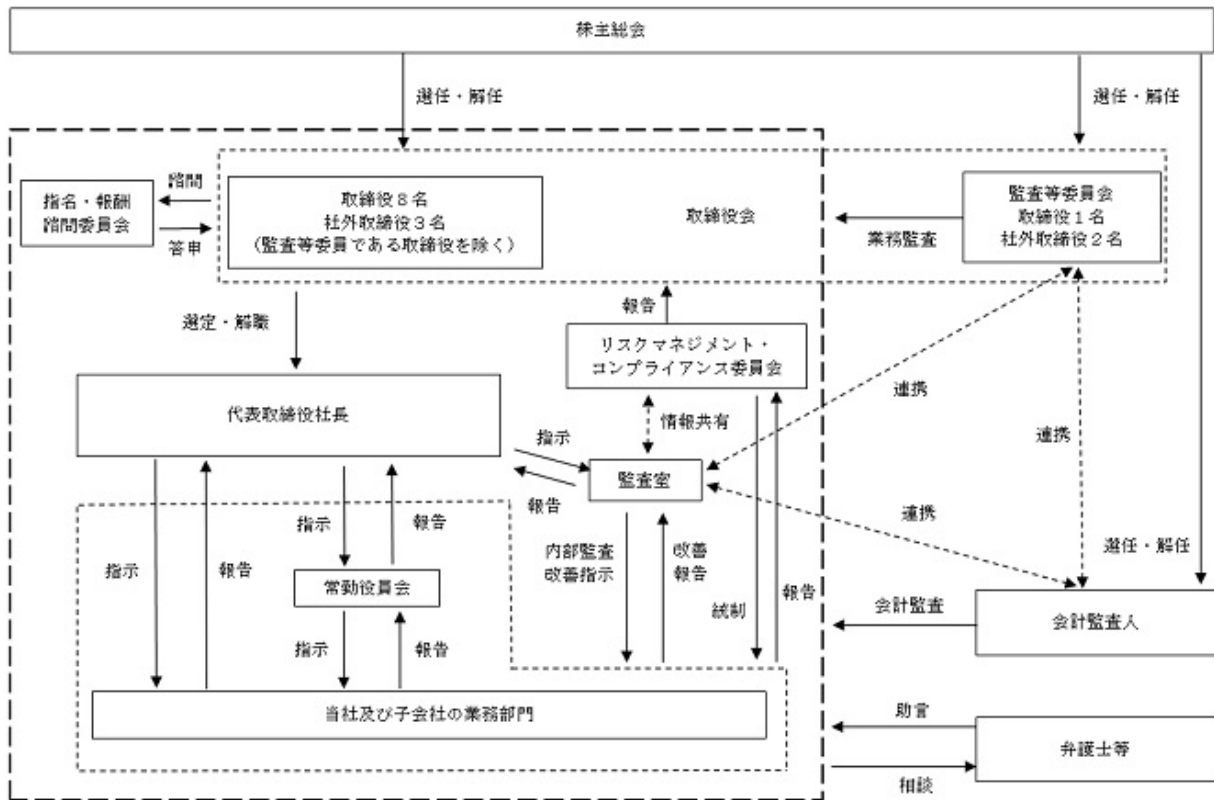 株主総会
選任・解任
選任・解任
指名・報酬
諮問委員会
諮問
答申
取締役8名
社外取締役3名
(監査等委員である取締役を除く)
取締役会
業務監査
監査等委員会
取締役1名
社外取締役2名
選定・解職
報告
リスクマネジメント・
コンプライアンス委員会
代表取締役社長
指示
報告
情報共有
監査室
連携
連携
連携
選任・解任
指示
報告
指示
報告
常勤役員会
指示
報告
内部監査
改善指示
改善
報告
統制
報告
会計監査
会計監査人
当社及び子会社の業務部門
助言
相談
弁護士等